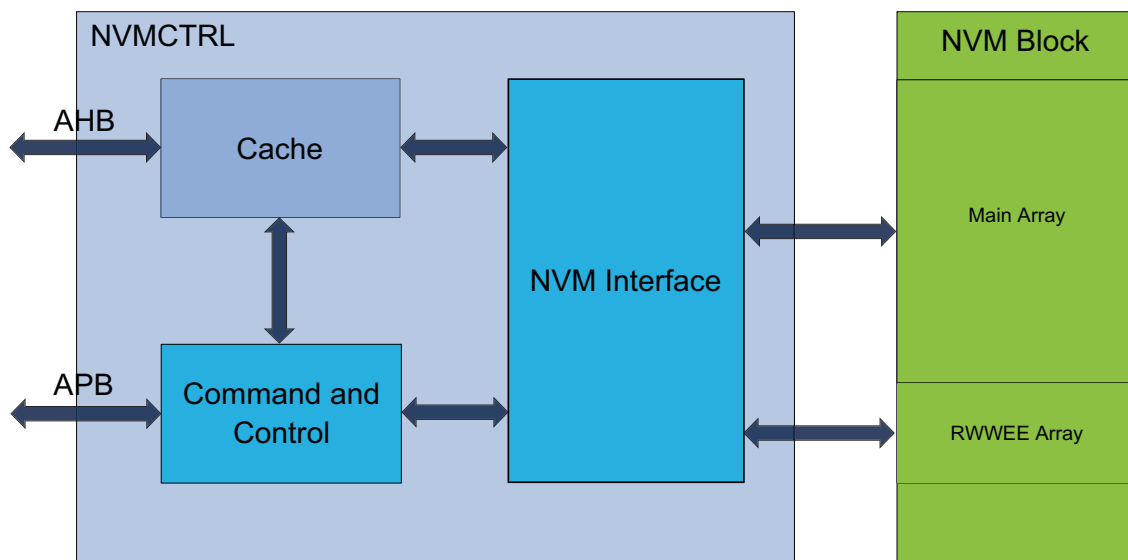 NVMCTRL
NVM Block
AHB
Cache
Main Array
NVM Interface
APB
Command and
Control
RWWEE Array